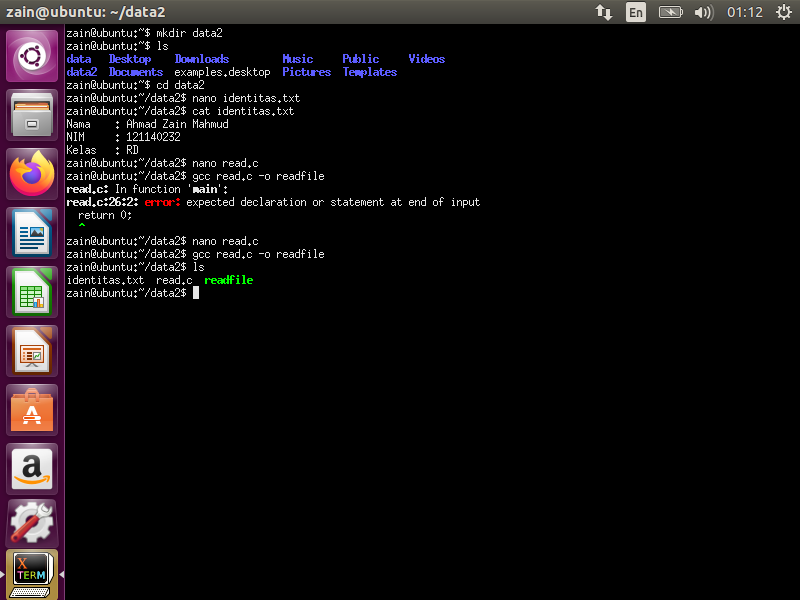 zain@ubuntu: ~/data2
En
01:12
zain@ubuntu:~$ mkdir data2
zain@ubuntu:~$ ls
data Desktop Downloads Music Public Videos
data2 Documents examples.desktop Pictures Templates
zain@ubuntu:~$ cd data2
zain@ubuntu:~/data2$ nano identitas.txt
zain@ubuntu:~/data2$ cat identitas.txt
Nama : Ahmad Zain Mahmud
NIM : 121140232
Kelas : RD
zain@ubuntu:~/data2$ nano read.c
zain@ubuntu:~/data2$ gcc read.c -o readfile
read.c: In function 'main':
read.c:26:2: error: expected declaration or statement at end of input
return 0;
^
zain@ubuntu:~/data2$ nano read.c
zain@ubuntu:~/data2$ gcc read.c -o readfile
zain@ubuntu:~/data2$ ls
identitas.txt read.c readfile
zain@ubuntu:~/data2$
A
a
X
TERM